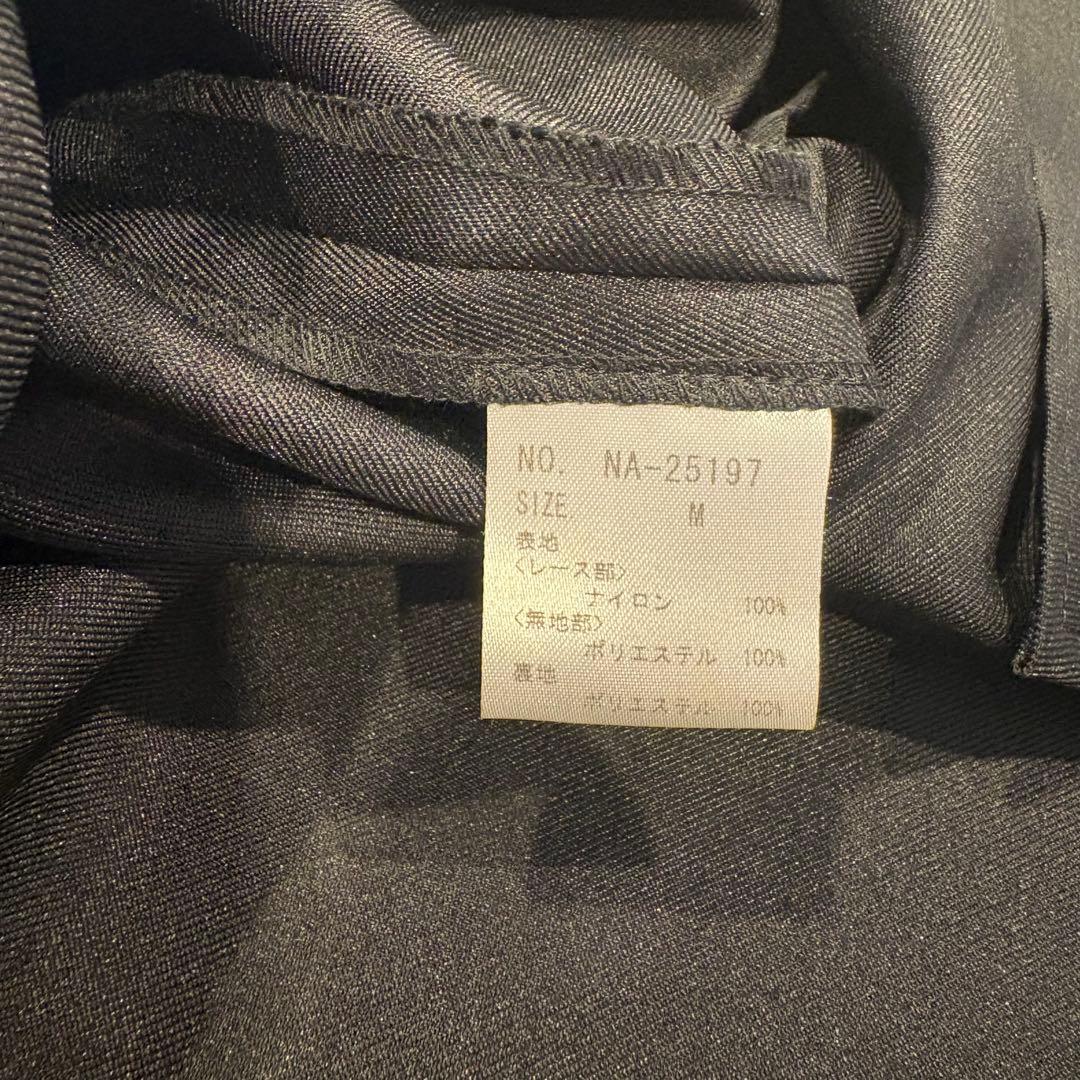 NO. NA-25197
SIZE M
表地
〈レース部〉
ナイロン 100%
〈無地部〉
ポリエステル 100%
裏地
ポリエステル 100%